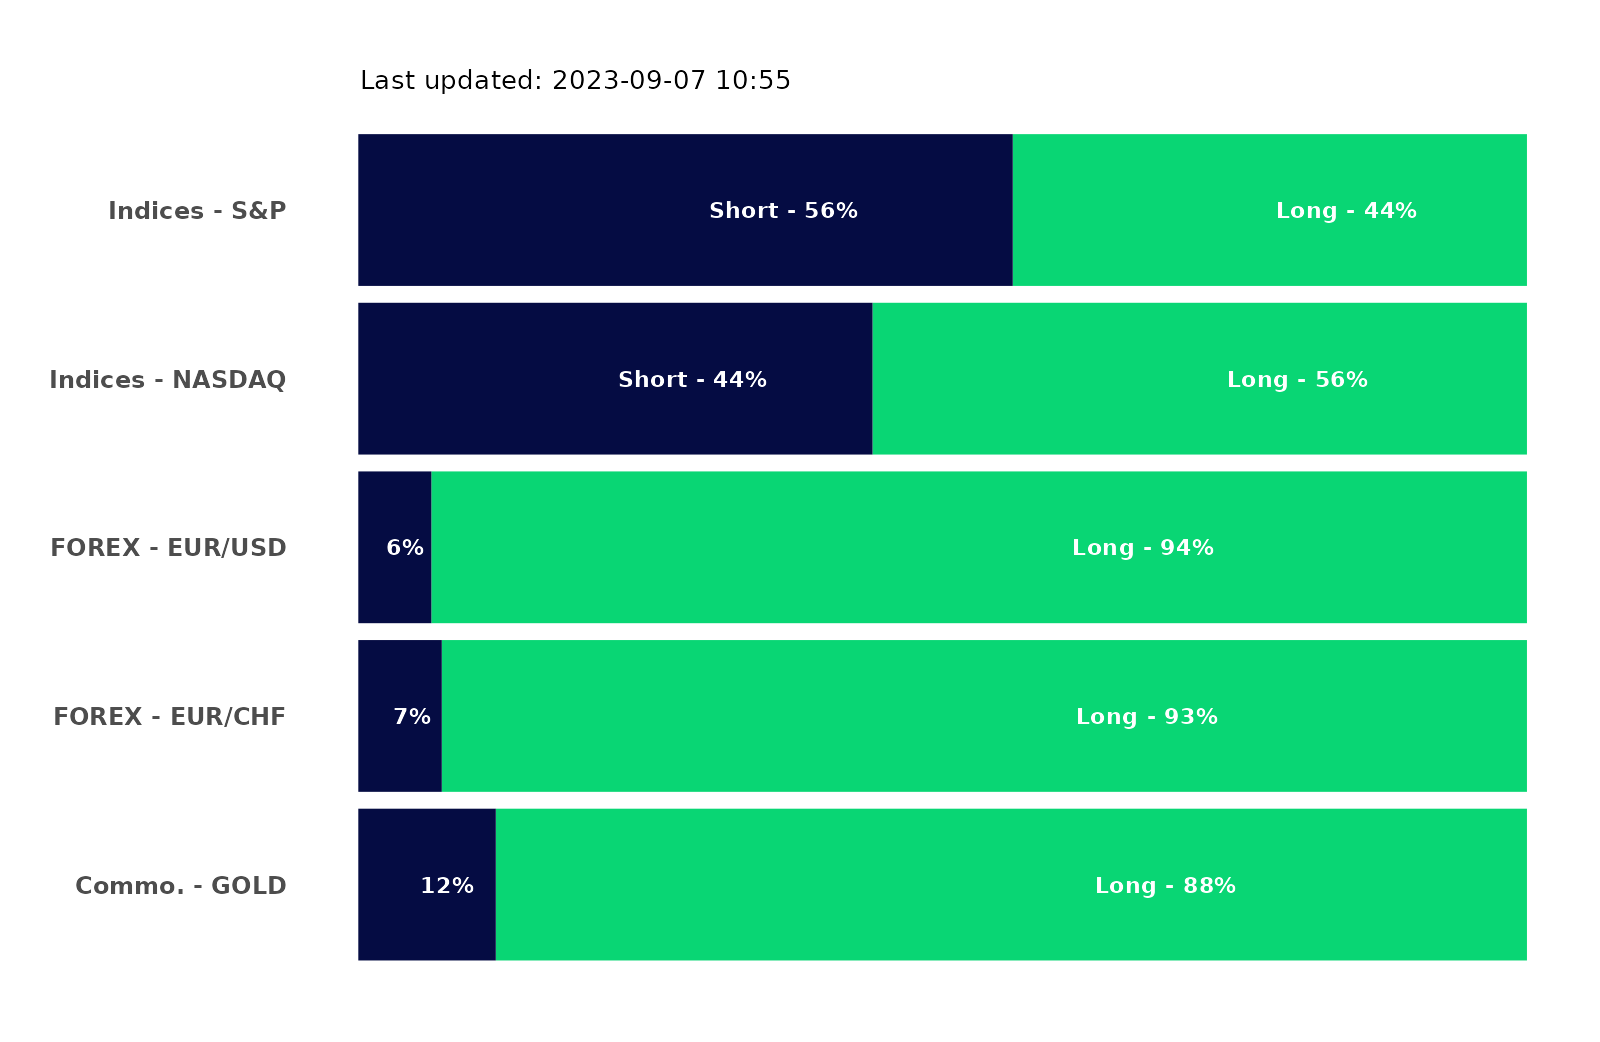 Last updated: 2023-09-07 10:55
Indices - S&P
Short - 56%
Long - 44%
Indices - NASDAQ
Short - 44%
Long - 56%
FOREX - EUR/USD
6%
Long - 94%
FOREX - EUR/CHF
7%
Long - 93%
Commo. - GOLD
12%
Long - 88%